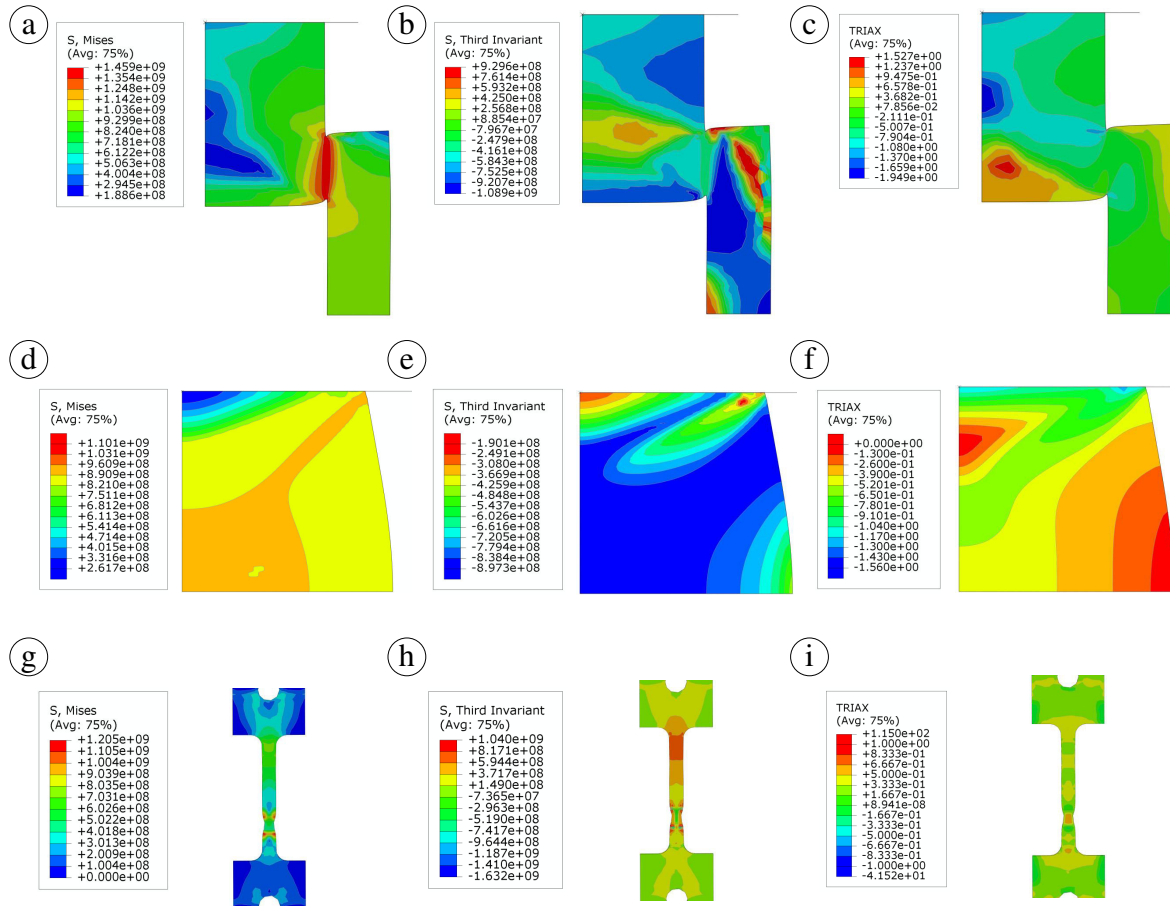 a
S, Mises
(Avg: 75%)
+1.459e+09
+1.354e+09
+1.248e+09
+1.142e+09
+1.036e+09
+9.299e+08
+8.240e+08
+7.181e+08
+6.122e+08
+5.063e+08
+4.004e+08
+2.945e+08
+1.886e+08
b
S, Third Invariant
(Avg: 75%)
+9.296e+08
+7.614e+08
+5.932e+08
+4.250e+08
+2.568e+08
+8.854e+07
-7.967e+07
-2.479e+08
-4.161e+08
-5.843e+08
-7.525e+08
-9.207e+08
-1.089e+09
c
TRIAX
(Avg: 75%)
+1.527e+00
+1.237e+00
+9.475e-01
+6.578e-01
+3.682e-01
+7.856e-02
-2.111e-01
-5.007e-01
-7.904e-01
-1.080e+00
-1.370e+00
-1.659e+00
-1.949e+00
d
S, Mises
(Avg: 75%)
+1.101e+09
+1.031e+09
+9.609e+08
+8.909e+08
+8.210e+08
+7.511e+08
+6.812e+08
+6.113e+08
+5.414e+08
+4.714e+08
+4.015e+08
+3.316e+08
+2.617e+08
e
S, Third Invariant
(Avg: 75%)
-1.901e+08
-2.491e+08
-3.080e+08
-3.669e+08
-4.259e+08
-4.848e+08
-5.437e+08
-6.026e+08
-6.616e+08
-7.205e+08
-7.794e+08
-8.384e+08
-8.973e+08
f
TRIAX
(Avg: 75%)
+0.000e+00
-1.300e-01
-2.600e-01
-3.900e-01
-5.201e-01
-6.501e-01
-7.801e-01
-9.101e-01
-1.040e+00
-1.170e+00
-1.300e+00
-1.430e+00
-1.560e+00
g
S, Mises
(Avg: 75%)
+1.205e+09
+1.105e+09
+1.004e+09
+9.039e+08
+8.035e+08
+7.031e+08
+6.026e+08
+5.022e+08
+4.018e+08
+3.013e+08
+2.009e+08
+1.004e+08
+0.000e+00
h
S, Third Invariant
(Avg: 75%)
+1.040e+09
+8.171e+08
+5.944e+08
+3.717e+08
+1.490e+08
-7.365e+07
-2.963e+08
-5.190e+08
-7.417e+08
-9.644e+08
-1.187e+09
-1.410e+09
-1.632e+09
i
TRIAX
(Avg: 75%)
+1.150e+02
+1.000e+00
+8.333e-01
+6.667e-01
+5.000e-01
+3.333e-01
+1.667e-01
+8.941e-08
-1.667e-01
-3.333e-01
-5.000e-01
-6.667e-01
-8.333e-01
-1.000e+00
-4.152e+01